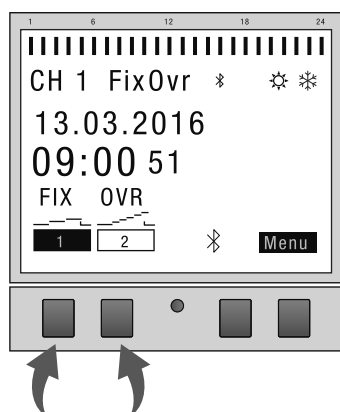 1 6 12 18 24
CH 1 FixOvr
13.03.2016
09:00 51
FIX OVR
1 2 Menu